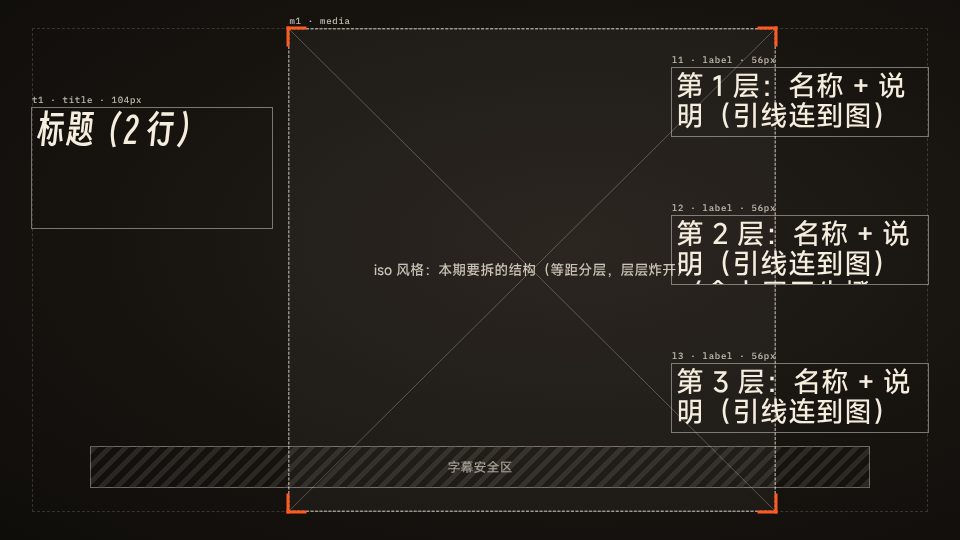 m1 · media
l1 · label · 56px
第 1 层：名称 + 说
明（引线连到图）
t1 · title · 104px
标题（2 行）
l2 · label · 56px
第 2 层：名称 + 说
明（引线连到图）
iso 风格：本期要拆的结构（等距分层，层层炸开）
l3 · label · 56px
第 3 层：名称 + 说
明（引线连到图）
字幕安全区